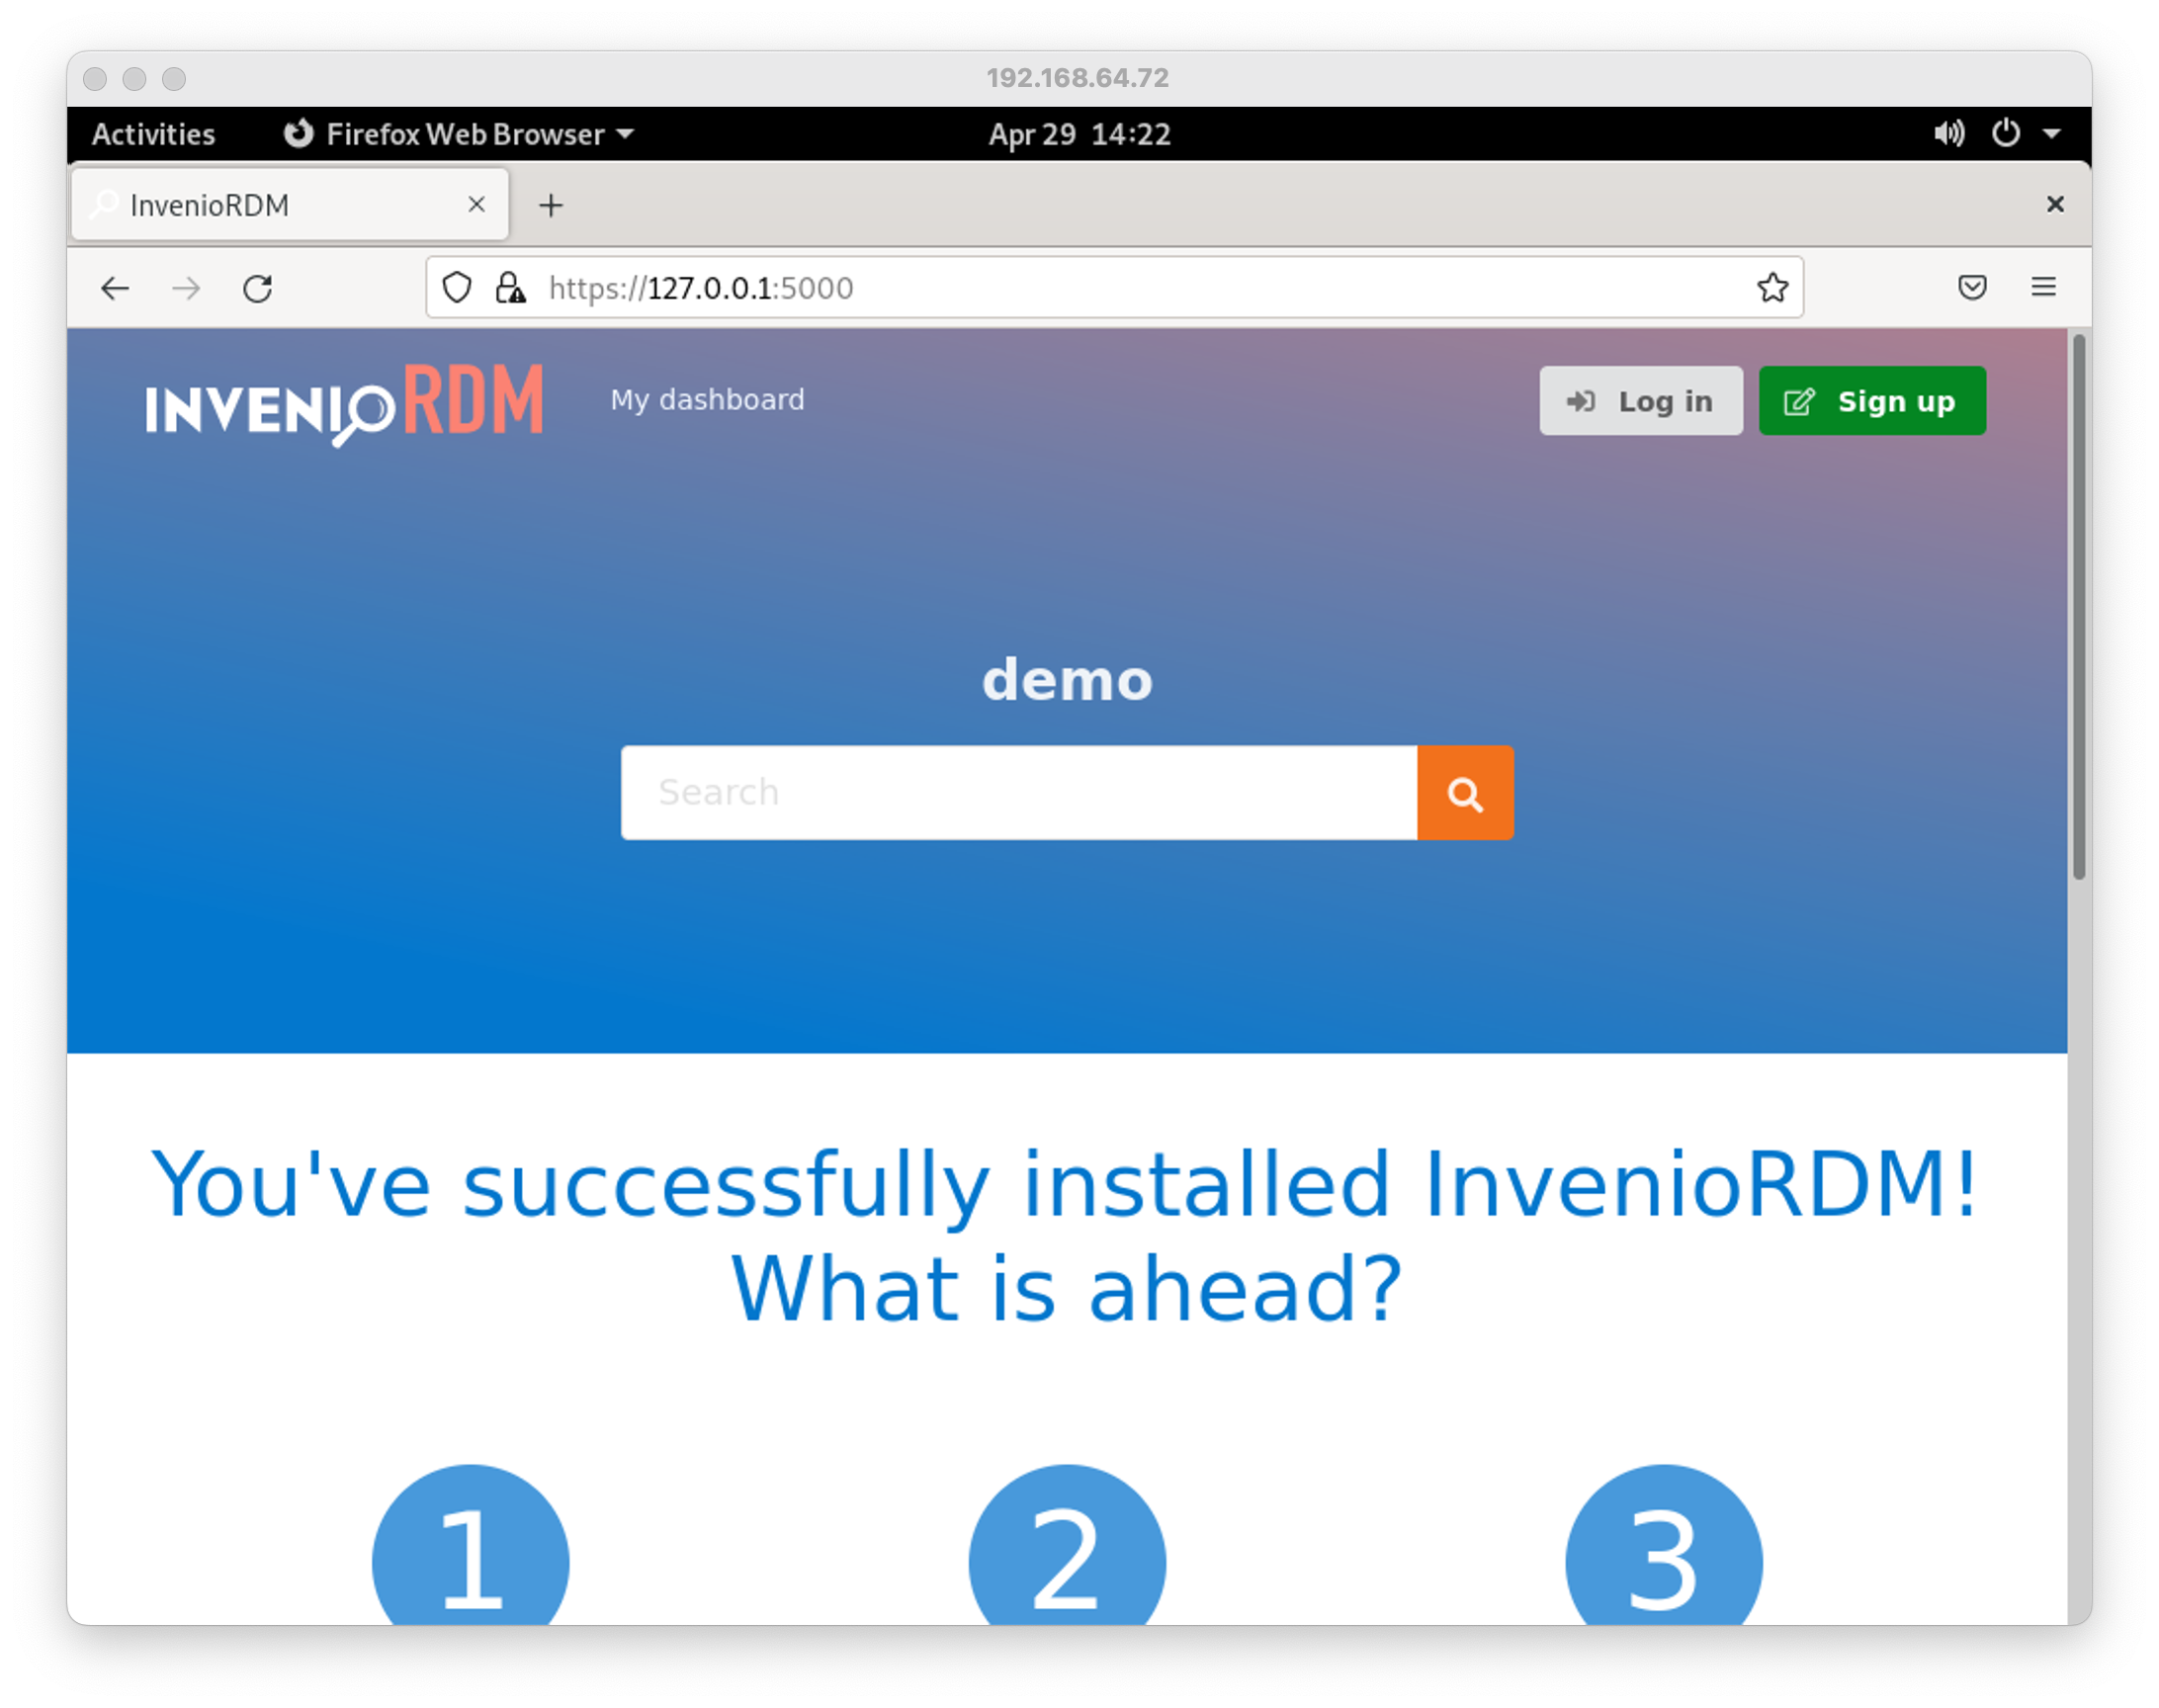 192.168.64.72
Activities Firefox Web Browser Apr 29 14:22
InvenioRDM
https://127.0.0.1:5000
INVENIO RDM My dashboard Log in Sign up
demo
Search
You've successfully installed InvenioRDM!
What is ahead?
1 2 3